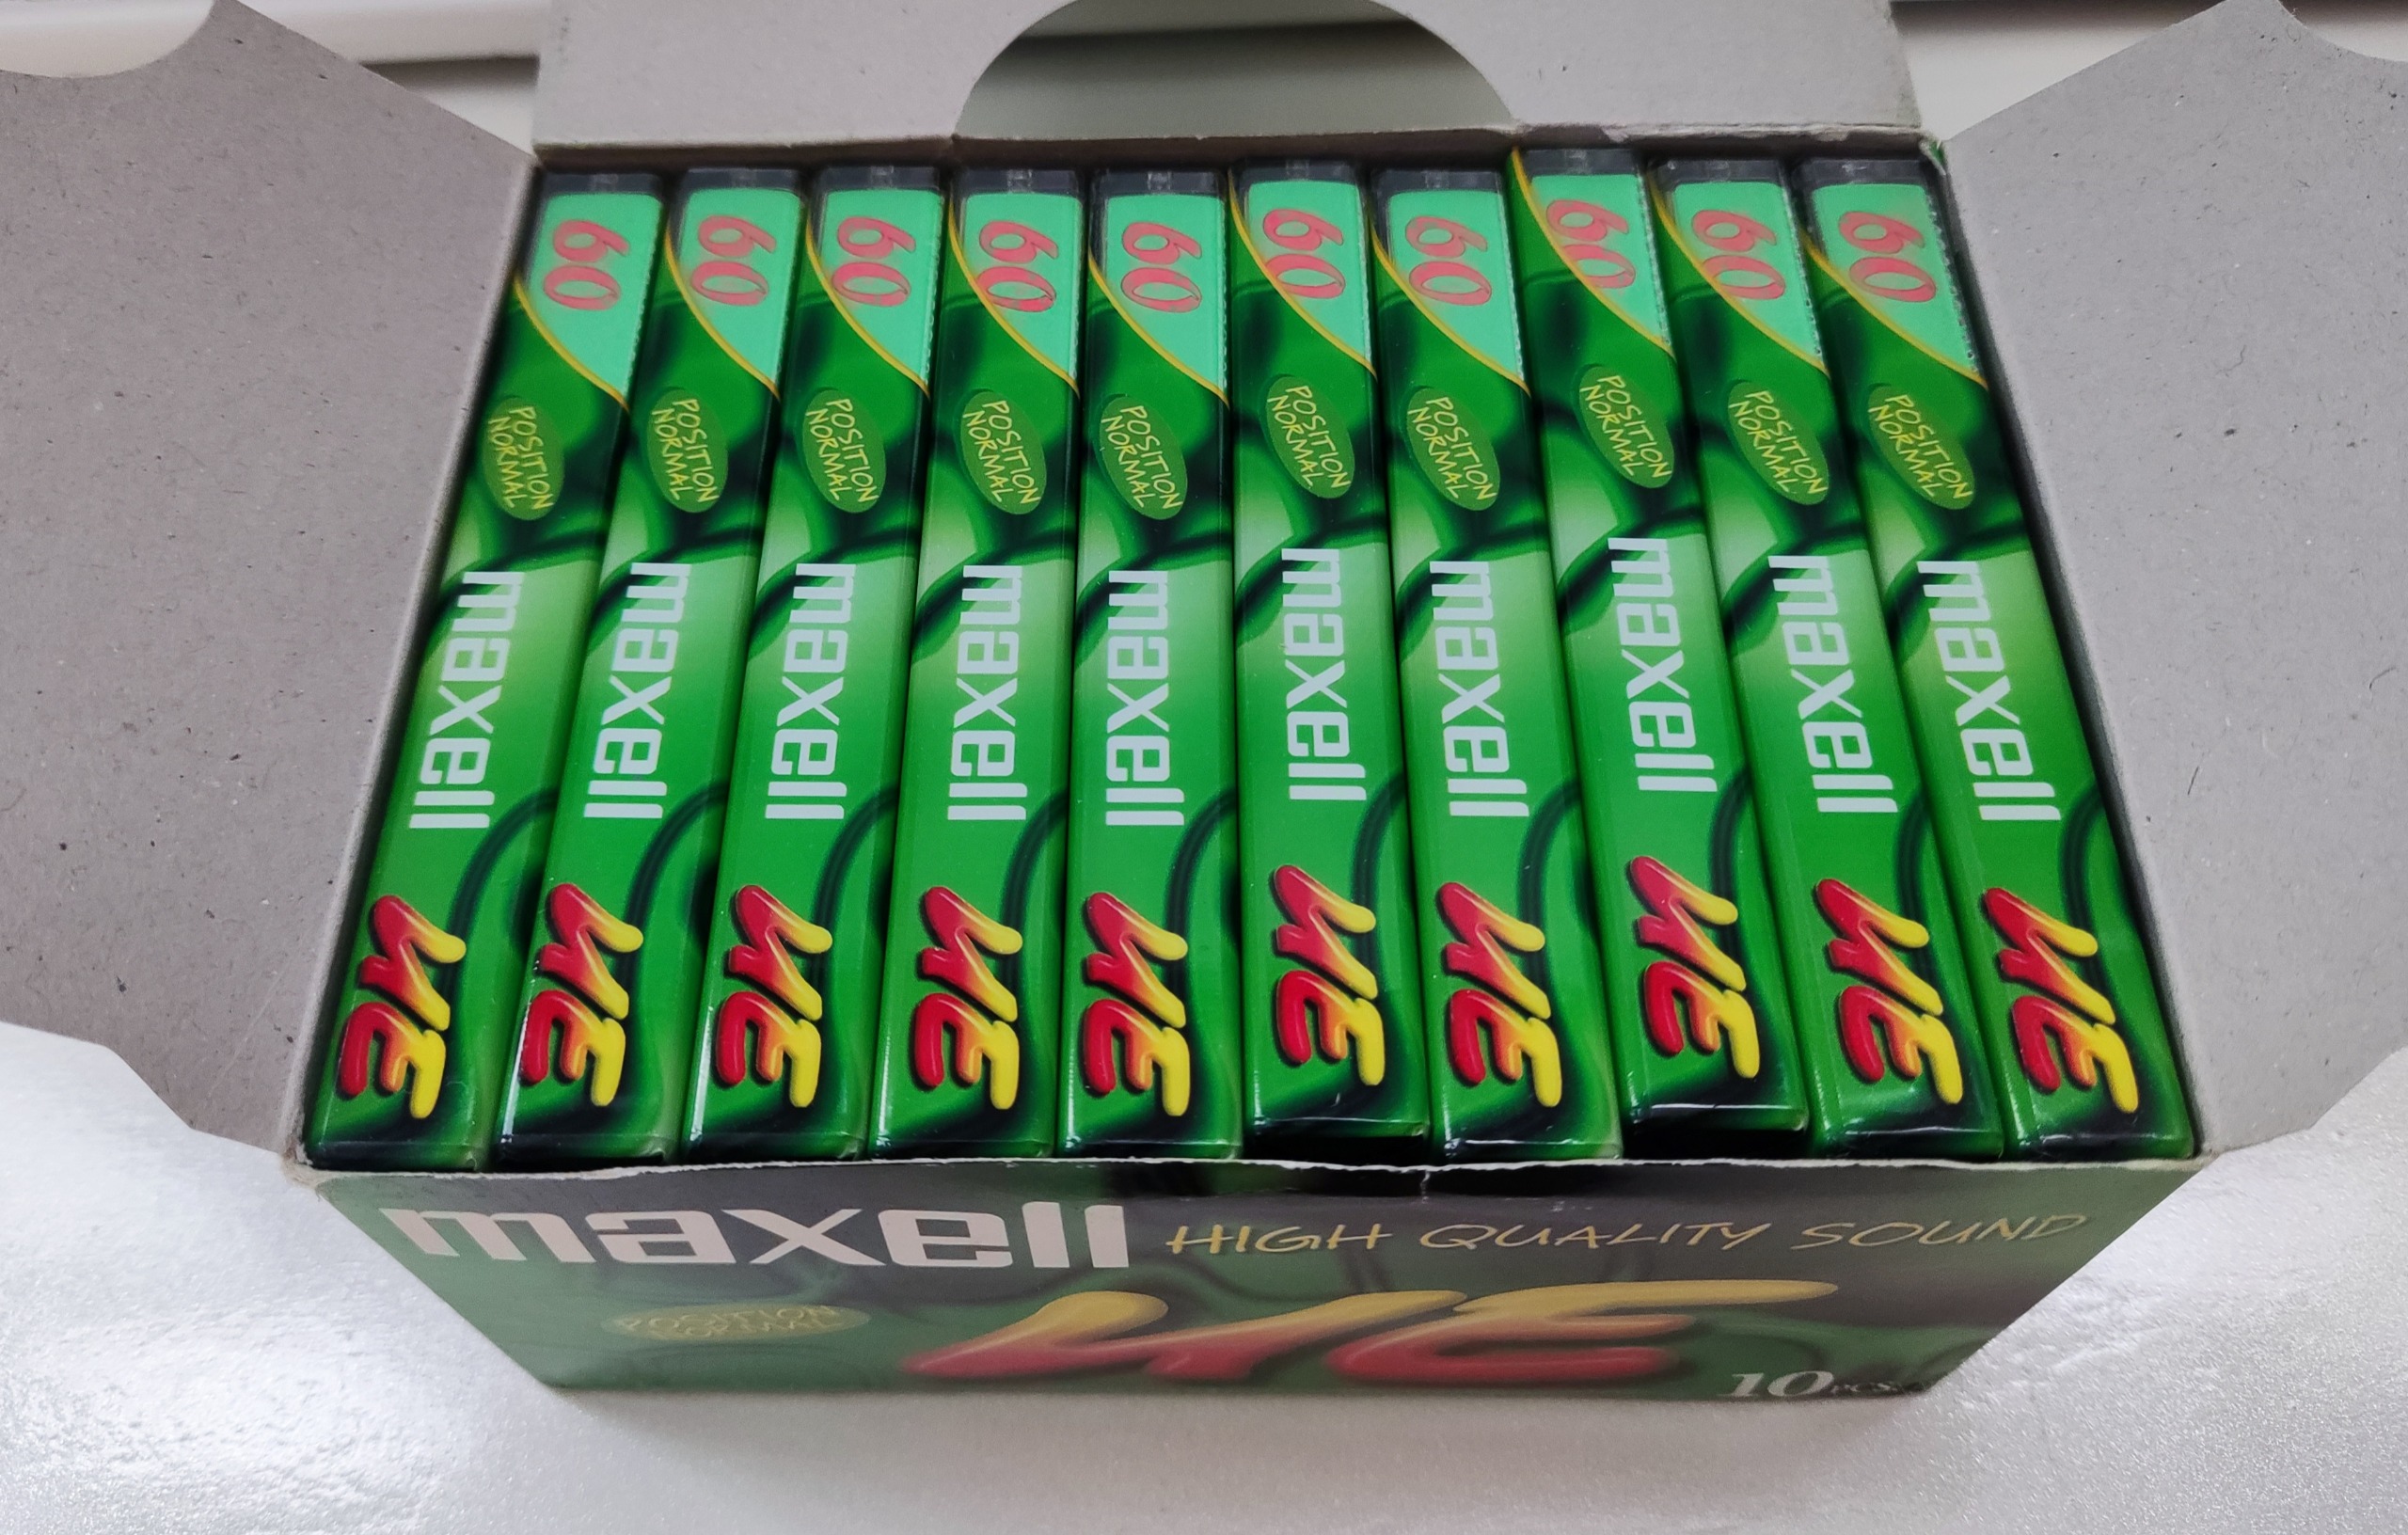 60
POSITION
NORMAL
maxell
UE
60
POSITION
NORMAL
maxell
UE
60
POSITION
NORMAL
maxell
UE
60
POSITION
NORMAL
maxell
UE
60
POSITION
NORMAL
maxell
UE
60
POSITION
NORMAL
maxell
UE
60
POSITION
NORMAL
maxell
UE
60
POSITION
NORMAL
maxell
UE
60
POSITION
NORMAL
maxell
UE
60
POSITION
NORMAL
maxell
UE
maxell HIGH QUALITY SOUND
POSITION
NORMAL
UE
10PCS.